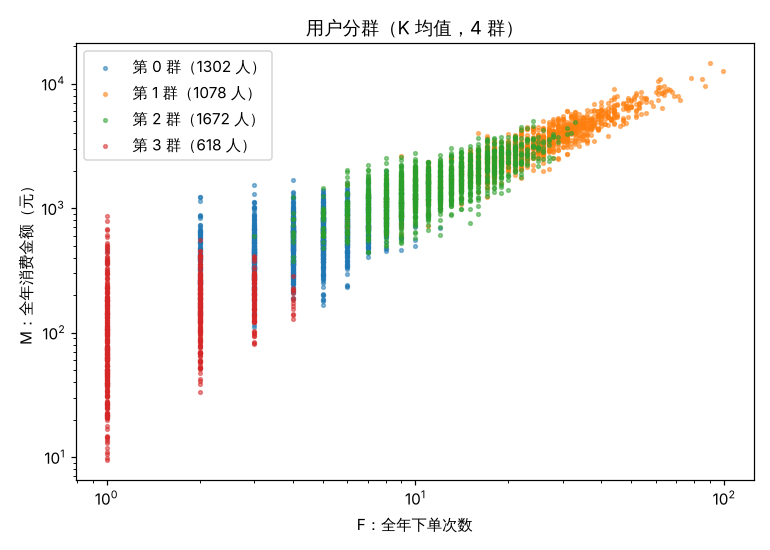 用户分群（K 均值，4 群）
第 0 群（1302 人）
第 1 群（1078 人）
第 2 群（1672 人）
第 3 群（618 人）
M：全年消费金额（元）
10⁴
10³
10²
10¹
10⁰
10¹
10²
F：全年下单次数